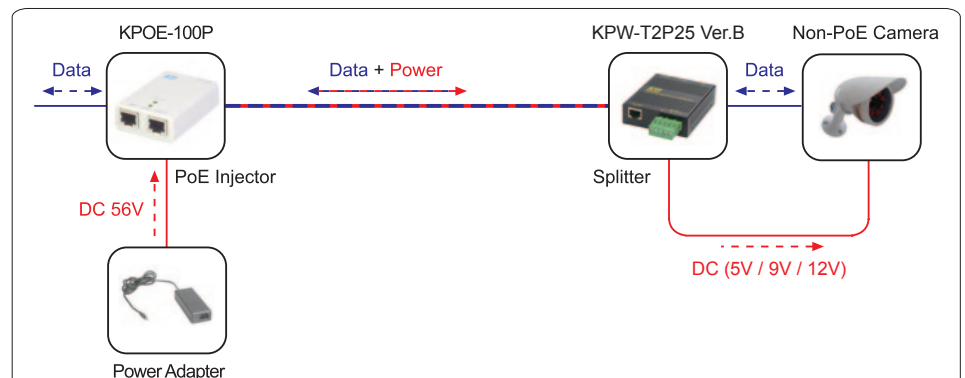 KPOE-100P
KPW-T2P25 Ver.B
Non-PoE Camera
Data
Data + Power
Data
PoE Injector
Splitter
DC 56V
DC (5V / 9V / 12V)
Power Adapter